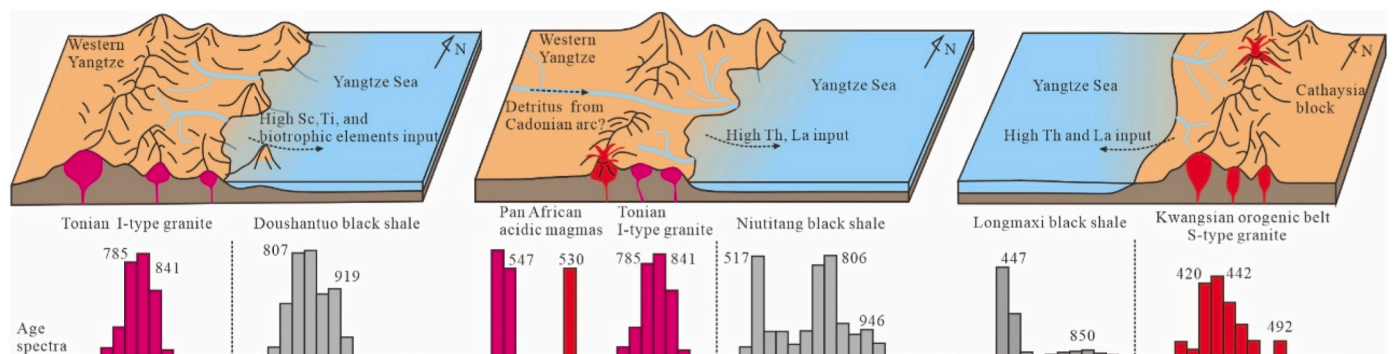 Western
Yangtze
Yangtze Sea
N
High Sc,Ti, and
biotrophic elements input
Western
Yangtze
Yangtze Sea
N
Detritus from
Cadonian arc?
High Th, La input
Yangtze Sea
N
Cathaysia
block
High Th and La input
Tonian I-type granite
Doushantuo black shale
Pan African
acidic magmas
Tonian
I-type granite
Niutitang black shale
Longmaxi black shale
Kwangsian orogenic belt
S-type granite
Age
spectra
785
841
807
919
547
530
785
841
517
806
946
447
850
420
442
492